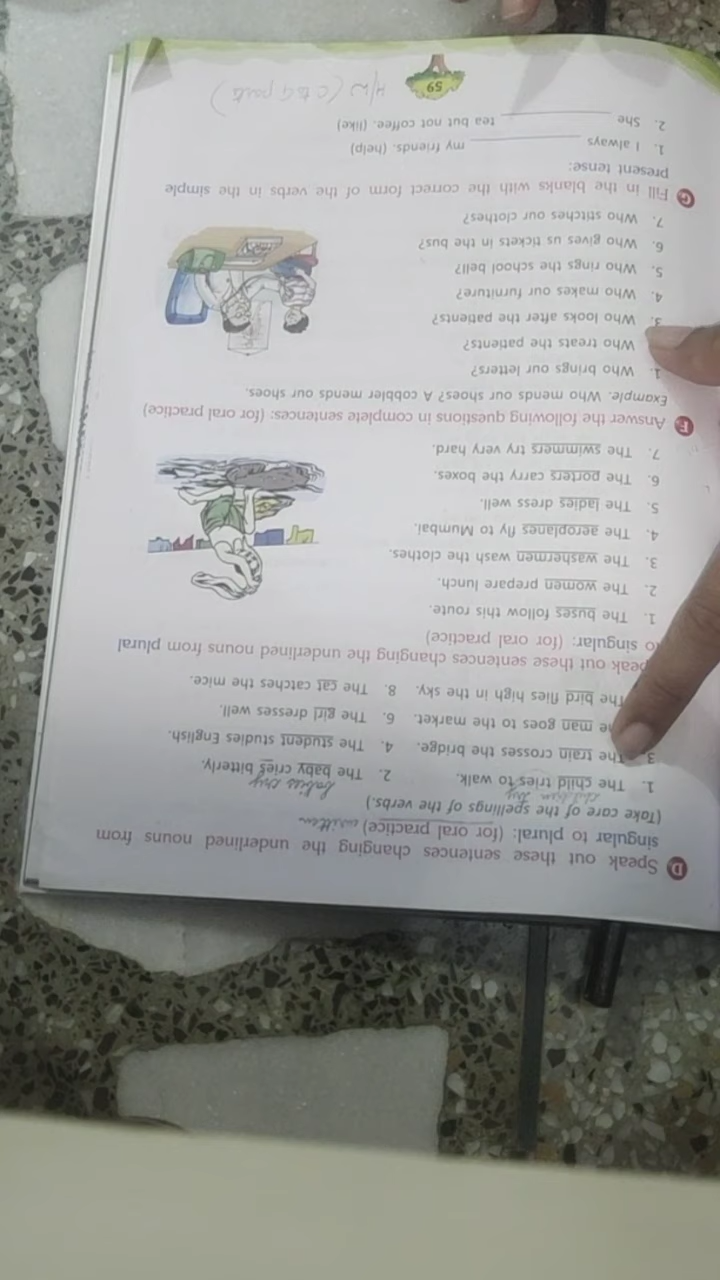 D Speak out these sentences changing the underlined nouns from
singular to plural: (for oral practice) written
(Take care of the spellings of the verbs.)
children try babies cry
1. The child tries to walk. 2. The baby cries bitterly.
3. The train crosses the bridge. 4. The student studies English.
man goes to the market. 6. The girl dresses well.
The bird flies high in the sky. 8. The cat catches the mice.
these sentences changing the underlined nouns from plural
to singular: (for oral practice)
1. The buses follow this route.
2. The women prepare lunch.
3. The washermen wash the clothes.
4. The aeroplanes fly to Mumbai.
5. The ladies dress well.
6. The porters carry the boxes.
7. The swimmers try very hard.
F Answer the following questions in complete sentences: (for oral practice)
Example. Who mends our shoes? A cobbler mends our shoes.
1. Who brings our letters?
Who treats the patients?
3. Who looks after the patients?
4. Who makes our furniture?
5. Who rings the school bell?
6. Who gives us tickets in the bus?
7. Who stitches our clothes?
G Fill in the blanks with the correct form of the verbs in the simple
present tense:
1. I always ________ my friends. (help)
2. She ________ tea but not coffee. (like)
H/W (C to G parts)
59